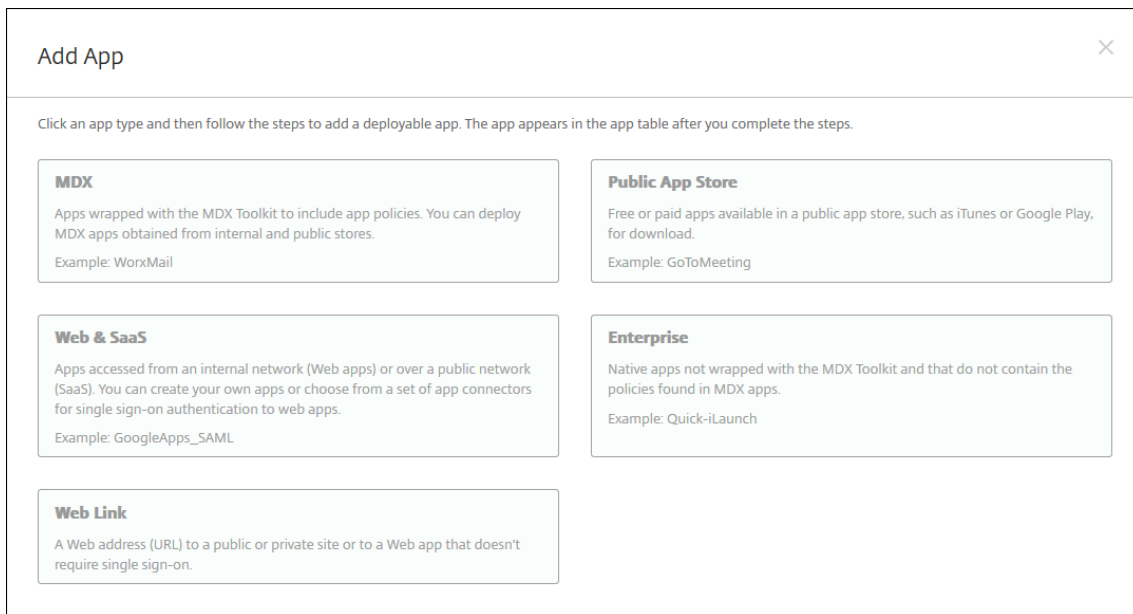 Add App
Click an app type and then follow the steps to add a deployable app. The app appears in the app table after you complete the steps.
MDX
Apps wrapped with the MDX Toolkit to include app policies. You can deploy
MDX apps obtained from internal and public stores.
Example: WorxMail
Public App Store
Free or paid apps available in a public app store, such as iTunes or Google Play,
for download.
Example: GoToMeeting
Web & SaaS
Apps accessed from an internal network (Web apps) or over a public network
(SaaS). You can create your own apps or choose from a set of app connectors
for single sign-on authentication to web apps.
Example: GoogleApps_SAML
Enterprise
Native apps not wrapped with the MDX Toolkit and that do not contain the
policies found in MDX apps.
Example: Quick-iLaunch
Web Link
A Web address (URL) to a public or private site or to a Web app that doesn't
require single sign-on.